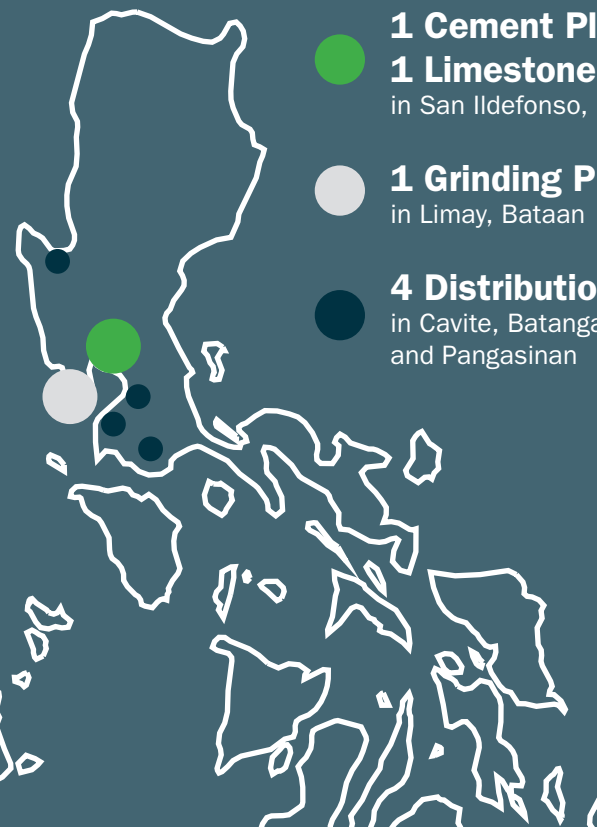 1 Cement Pl
1 Limestone
in San Ildefonso,
1 Grinding P
in Limay, Bataan
4 Distributio
in Cavite, Batanga
and Pangasinan